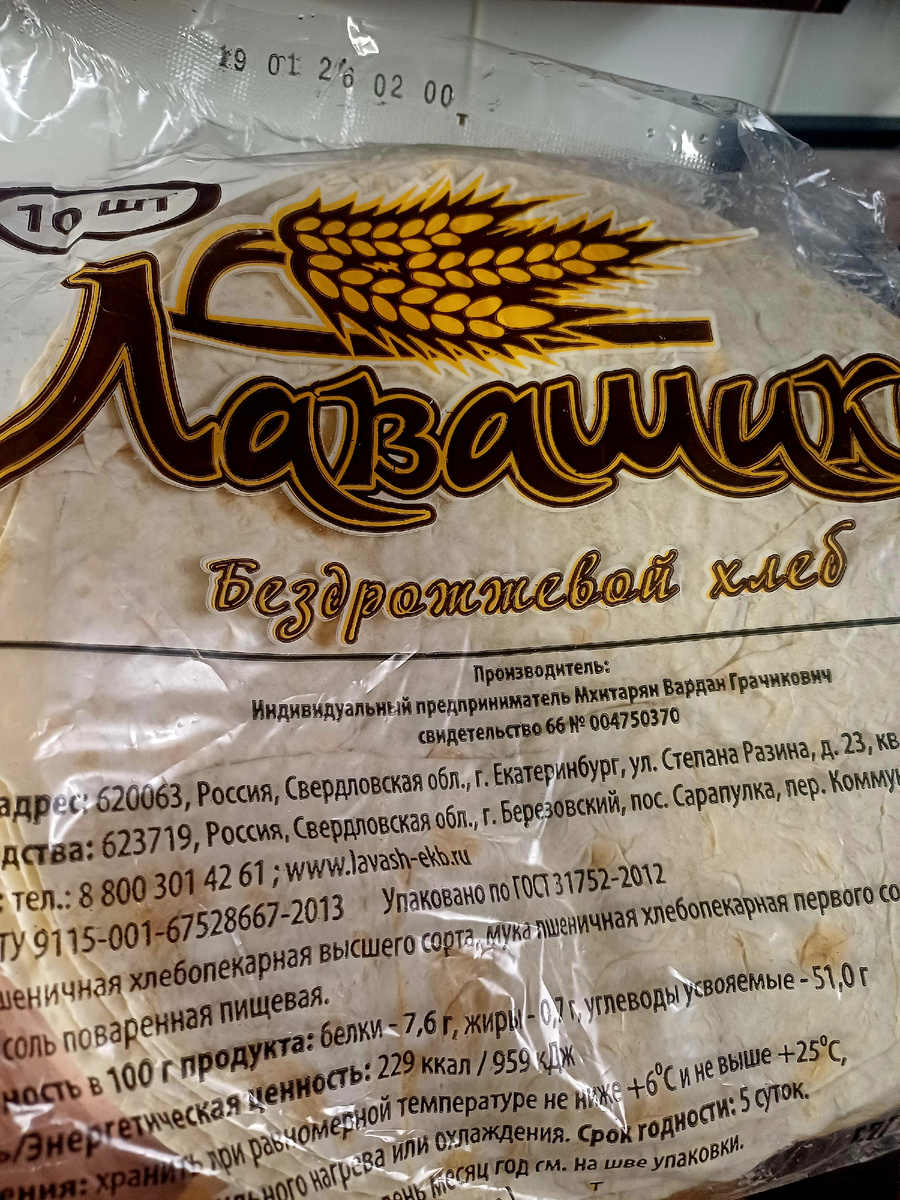 19 01 26 02 00
т
10 шт
Лавашик
Бездрожжевой хлеб
Производитель:
Индивидуальный предприниматель Мхитарян Вардан Грачикович
свидетельство 66 № 004750370
адрес: 620063, Россия, Свердловская обл., г. Екатеринбург, ул. Степана Разина, д. 23, кв
дства: 623719, Россия, Свердловская обл., г. Березовский, пос. Сарапулка, пер. Комму
: тел.: 8 800 301 42 61 ; www.lavash-ekb.ru
ТУ 9115-001-67528667-2013 Упаковано по ГОСТ 31752-2012
шеничная хлебопекарная высшего сорта, мука пшеничная хлебопекарная первого со
соль поваренная пищевая.
ность в 100 г продукта: белки - 7,6 г, жиры - 0,7 г, углеводы усвояемые - 51,0 г
ь/Энергетическая ценность: 229 ккал / 959 кДж
ения: хранить при равномерной температуре не ниже +6°С и не выше +25°С,
льного нагрева или охлаждения. Срок годности: 5 суток.
день месяц год см. на шве упаковки.
т